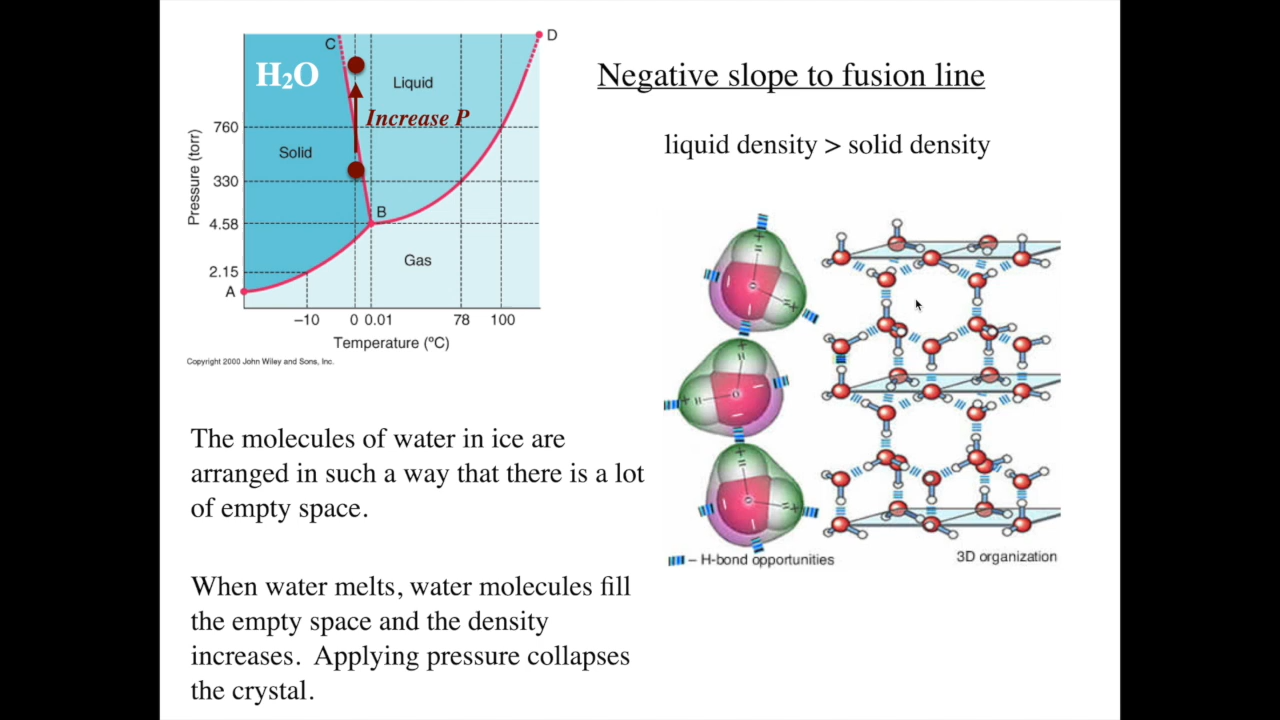 C
D
H₂O
Liquid
Increase P
760
Solid
330
B
4.58
Gas
2.15
A
Pressure (torr)
–10 0 0.01 78 100
Temperature (ºC)
Copyright 2000 John Wiley and Sons, Inc.
Negative slope to fusion line
liquid density > solid density
– H-bond opportunities
3D organization
The molecules of water in ice are
arranged in such a way that there is a lot
of empty space.
When water melts, water molecules fill
the empty space and the density
increases. Applying pressure collapses
the crystal.